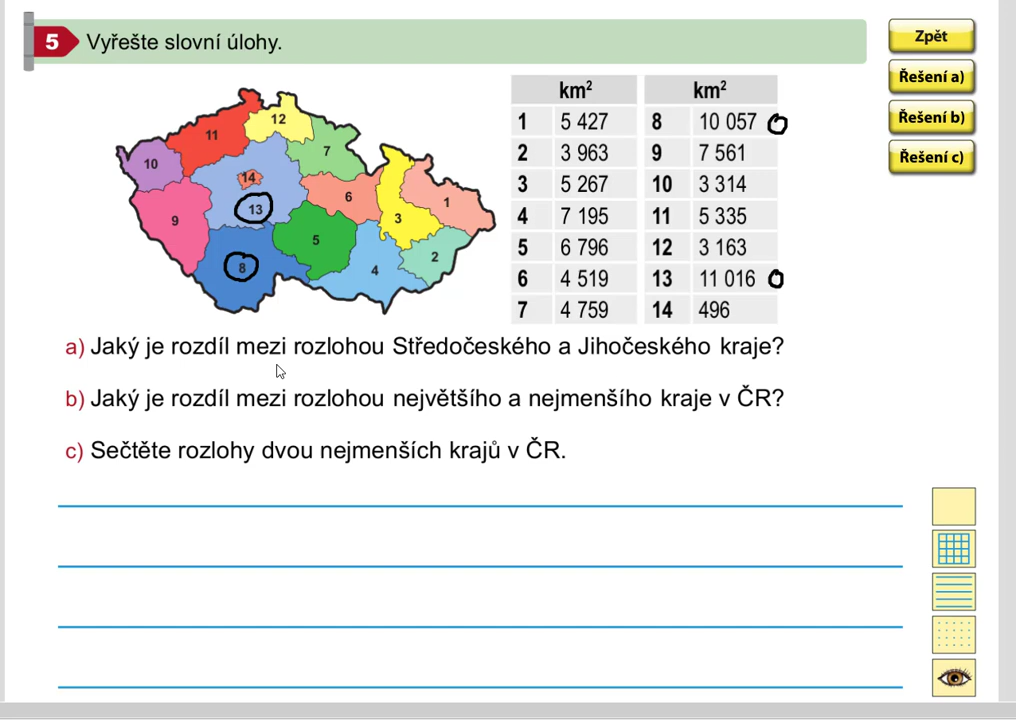 5 Vyřešte slovní úlohy.
Zpět
Řešení a)
Řešení b)
Řešení c)
km² km²
1 5 427 8 10 057
2 3 963 9 7 561
3 5 267 10 3 314
4 7 195 11 5 335
5 6 796 12 3 163
6 4 519 13 11 016
7 4 759 14 496
12
11
7
10
14
6
1
13
3
9
5
2
8
4
a) Jaký je rozdíl mezi rozlohou Středočeského a Jihočeského kraje?
b) Jaký je rozdíl mezi rozlohou největšího a nejmenšího kraje v ČR?
c) Sečtěte rozlohy dvou nejmenších krajů v ČR.